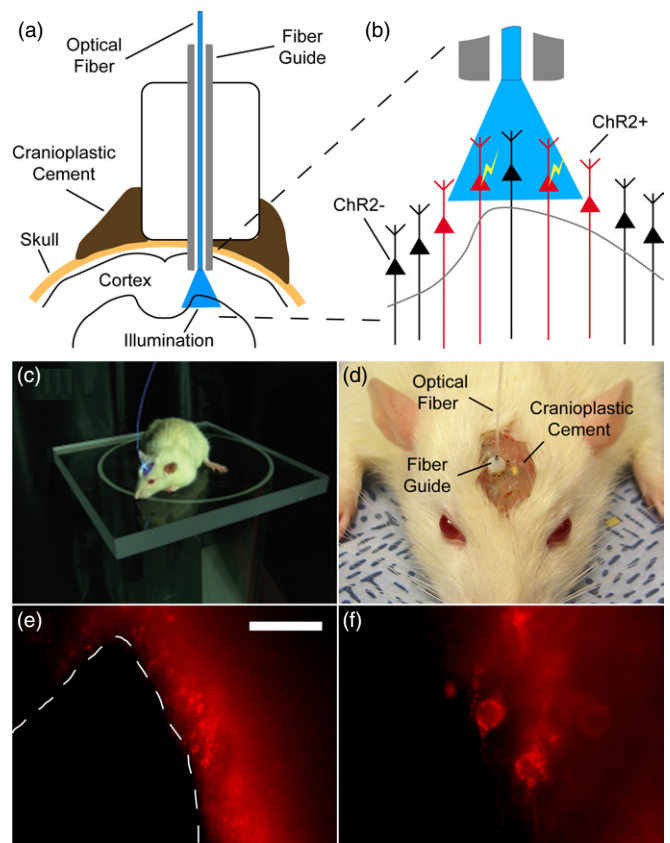 (a)
Optical
Fiber
Fiber
Guide
Cranioplastic
Cement
Skull
Cortex
Illumination
(b)
ChR2+
ChR2-
(c)
(d)
Optical
Fiber
Cranioplastic
Cement
Fiber
Guide
(e)
(f)